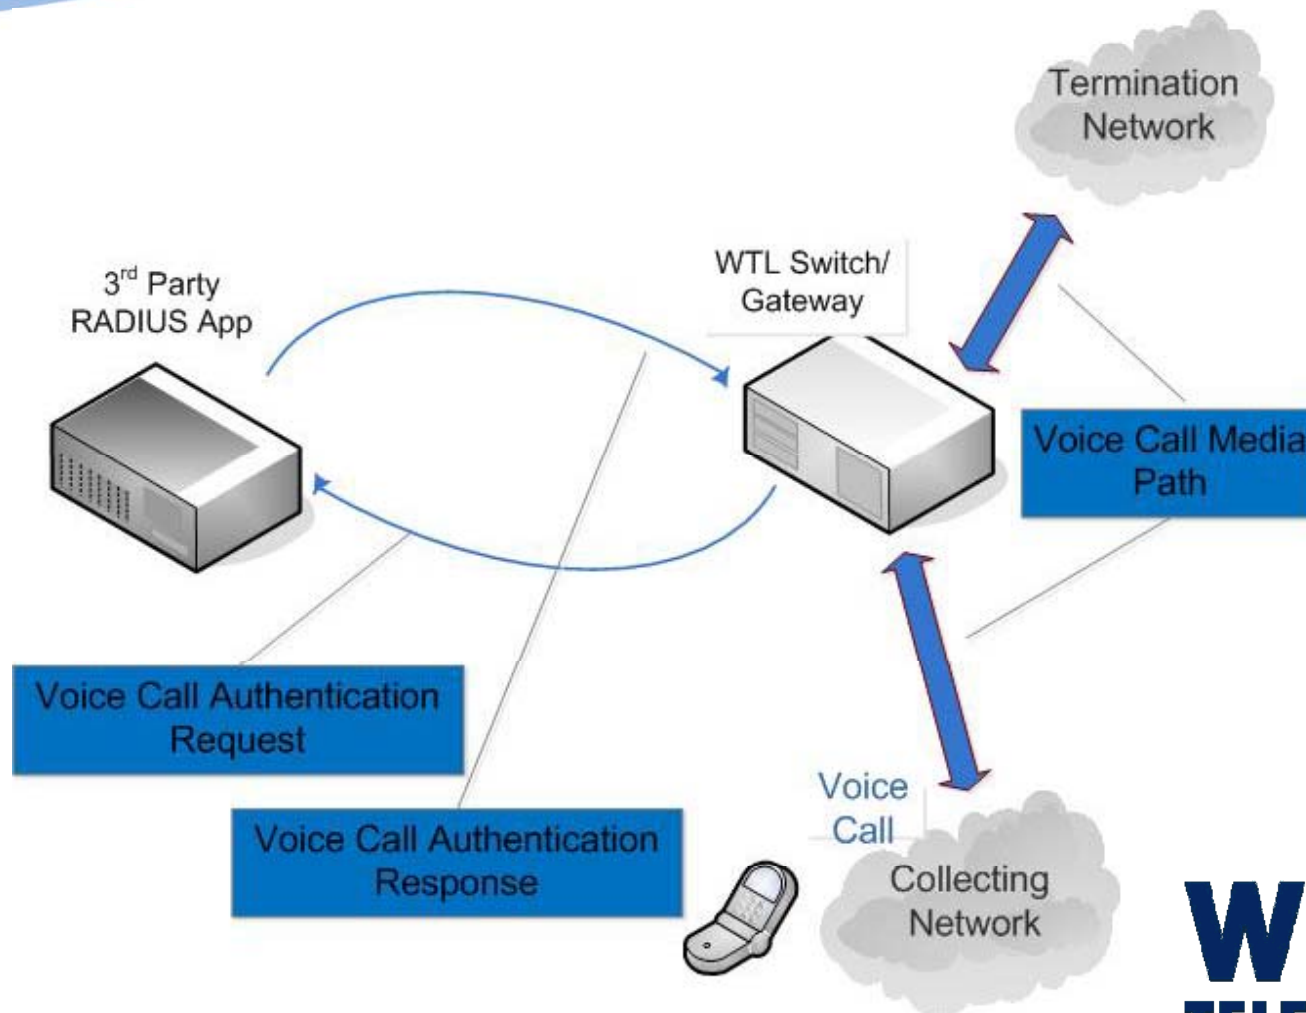 Termination
Network
3rd Party
RADIUS App
WTL Switch/
Gateway
Voice Call Media
Path
Voice Call Authentication
Request
Voice Call Authentication
Response
Voice
Call
Collecting
Network
W